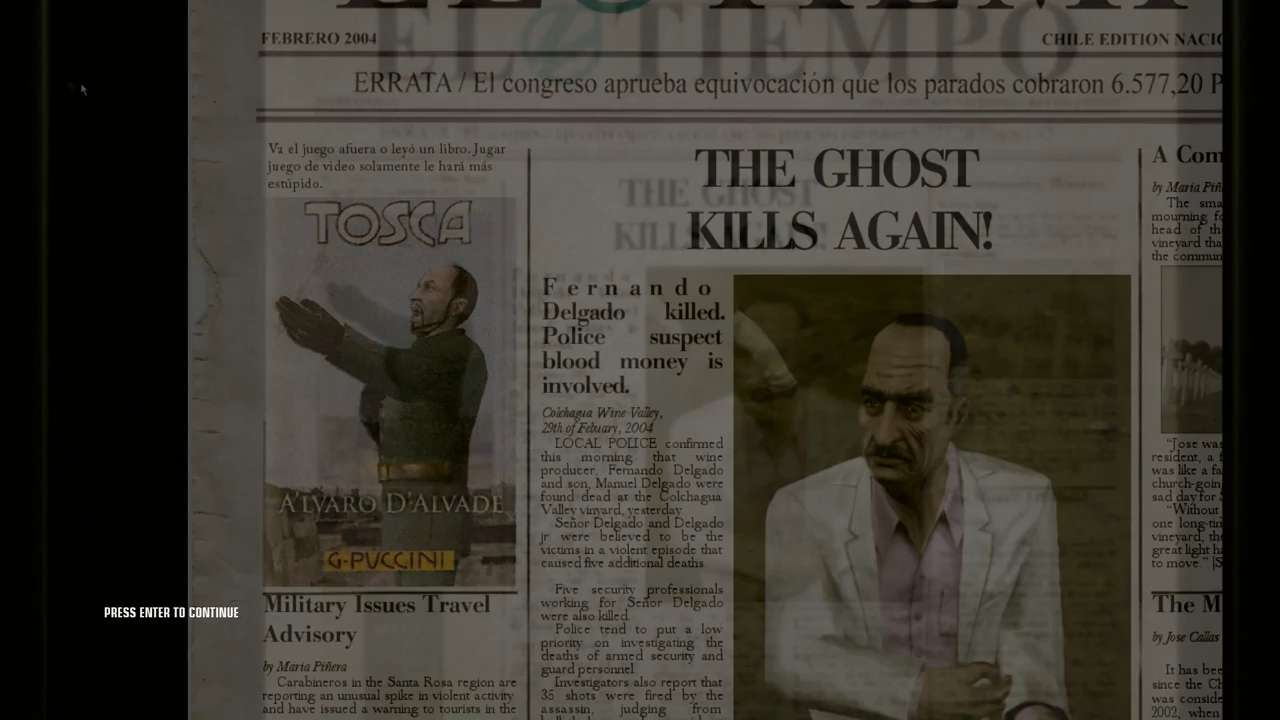 EL TIEMPO
FEBRERO 2004
CHILE EDITION
ERRATA / El congreso aprueba equivocación que los parados cobraron 6.577,20 P
Va el juego afuera o leyó un libro. Jugar
juego de video solamente le hará más
estúpido.
TOSCA
A'LVARO D'ALVADE
G·PUCCINI
PRESS ENTER TO CONTINUE
Military Issues Travel
Advisory
by Maria Piñera
Carabineros in the Santa Rosa region are
reporting an unusual spike in violent activity
and have issued a warning to tourists in the
THE GHOST
KILLS AGAIN!
Fernando
Delgado killed.
Police suspect
blood money is
involved.
Colchagua Wine Valley,
29th of Febuary, 2004
LOCAL POLICE confirmed
this morning that wine
producer, Fernando Delgado
and son, Manuel Delgado were
found dead at the Colchagua
Valley vinyard, yesterday
Señor Delgado and Delgado
jr. were believed to be the
victims in a violent episode that
caused five additional deaths
Five security professionals
working for Señor Delgado
were also killed
Police tend to put a low
priority on investigating the
deaths of armed security and
guard personnel
Investigators also report that
35 shots were fired by the
assassin, judging from
A Com
by Maria Piñ
The sma
mourning fo
head of th
vineyard tha
the commun
"Jose was
resident, a f
was like a fa
church-going
sad day for S
"Without
one long-tim
vineyard, the
great light ha
to move." [S
The M
by Jose Callas
It has bee
since the Ch
was conside
2002, when